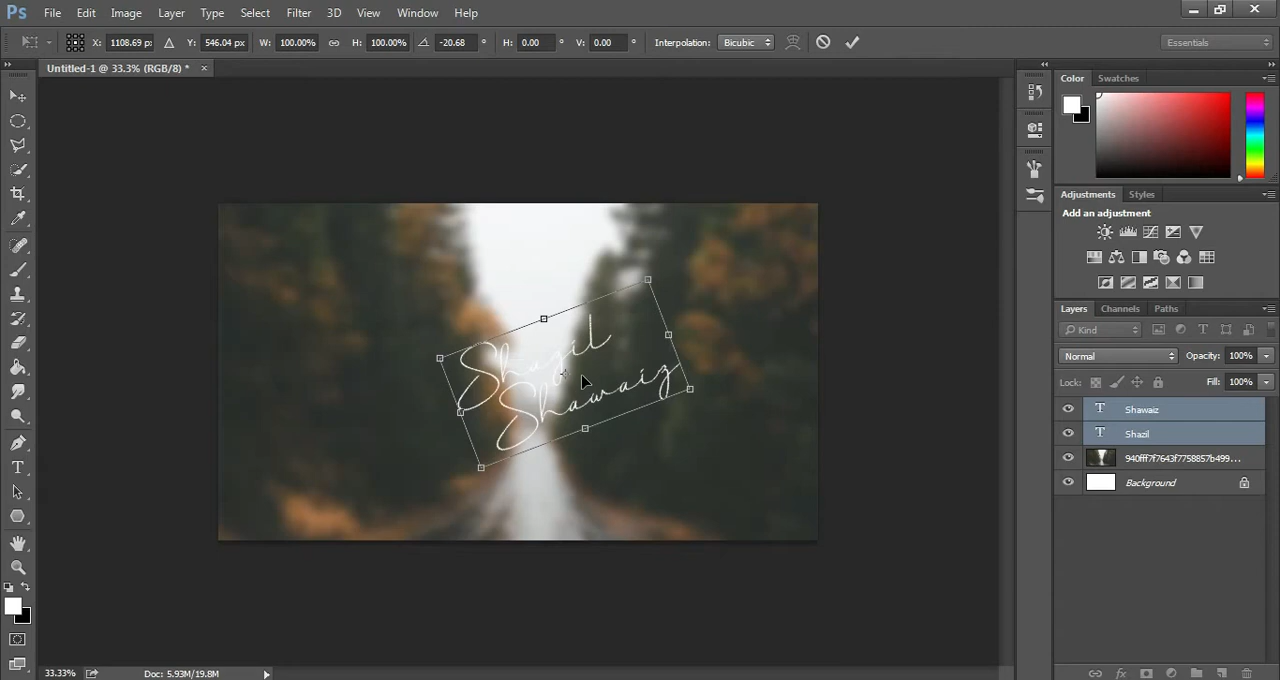 Ps File Edit Image Layer Type Select Filter 3D View Window Help
X: 1108.69 px Y: 546.04 px W: 100.00% H: 100.00% -20.68 ° H: 0.00 ° V: 0.00 ° Interpolation: Bicubic Essentials
Untitled-1 @ 33.3% (RGB/8) * ×
Color Swatches
Adjustments Styles
Add an adjustment
Layers Channels Paths
Kind
Normal Opacity: 100%
Lock: Fill: 100%
T Shawaiz
T Shazil
940fff7f7643f7758857b499...
Background
Shazil
Shawaiz
33.33% Doc: 5.93M/19.8M